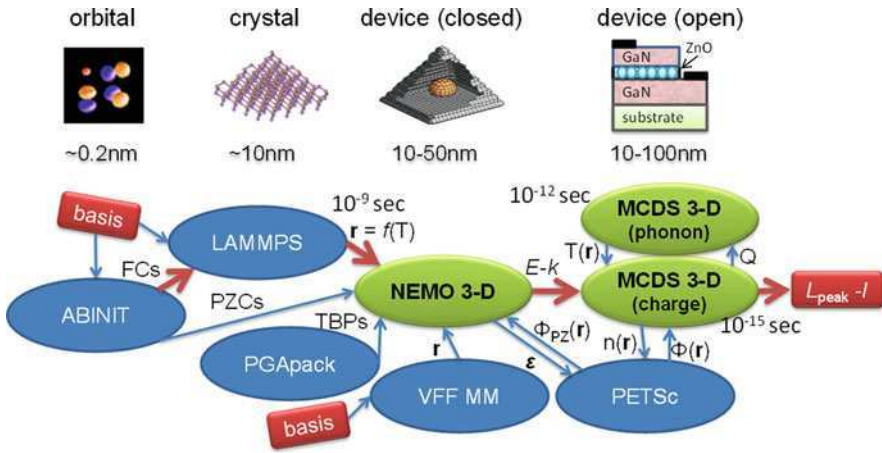 orbital
crystal
device (closed)
device (open)
GaN
ZnO
GaN
substrate
~0.2nm
~10nm
10-50nm
10-100nm
basis
10⁻⁹ sec
r = f(T)
10⁻¹² sec
MCDS 3-D
(phonon)
LAMMPS
T(r)
Q
FCs
E-k
ABINIT
PZCs
NEMO 3-D
MCDS 3-D
(charge)
L_peak -I
10⁻¹⁵ sec
TBPs
Φ_PZ(r)
n(r)
Φ(r)
PGApack
r
ε
VFF MM
PETSc
basis